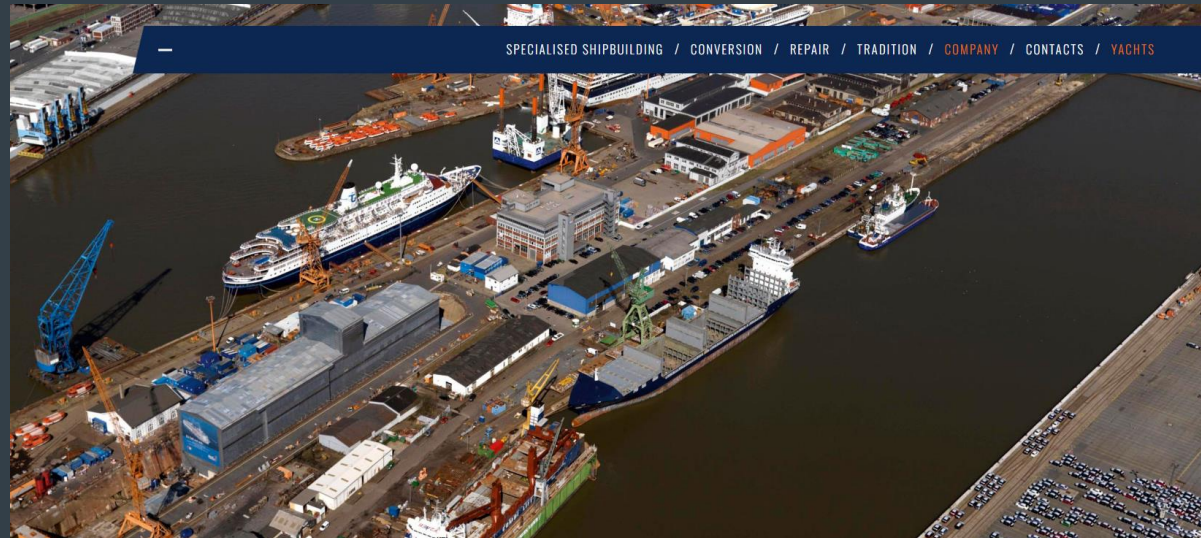 SPECIALISED SHIPBUILDING / CONVERSION / REPAIR / TRADITION / COMPANY / CONTACTS / YACHTS